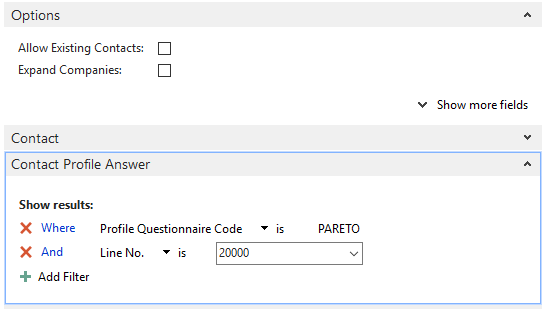 Options
Allow Existing Contacts:
Expand Companies:
Show more fields
Contact
Contact Profile Answer
Show results:
Where Profile Questionnaire Code is PARETO
And Line No. is 20000
Add Filter